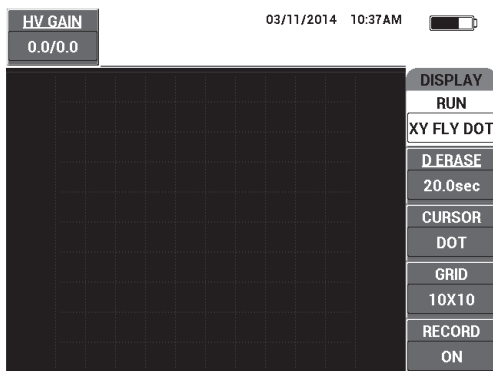 HV GAIN
0.0/0.0
03/11/2014 10:37AM
DISPLAY
RUN
XY FLY DOT
D ERASE
20.0sec
CURSOR
DOT
GRID
10X10
RECORD
ON